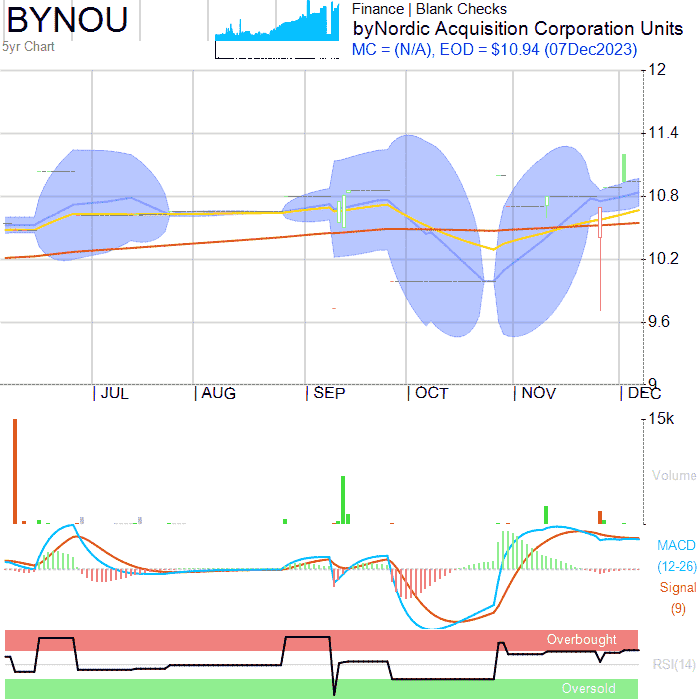 BYNOU
5yr Chart
Finance | Blank Checks
byNordic Acquisition Corporation Units
MC = (N/A), EOD = $10.94 (07Dec2023)
12
11.4
10.8
10.2
9.6
9
JUL AUG SEP OCT NOV DEC
15k
Volume
MACD
(12-26)
Signal
(9)
Overbought
RSI(14)
Oversold